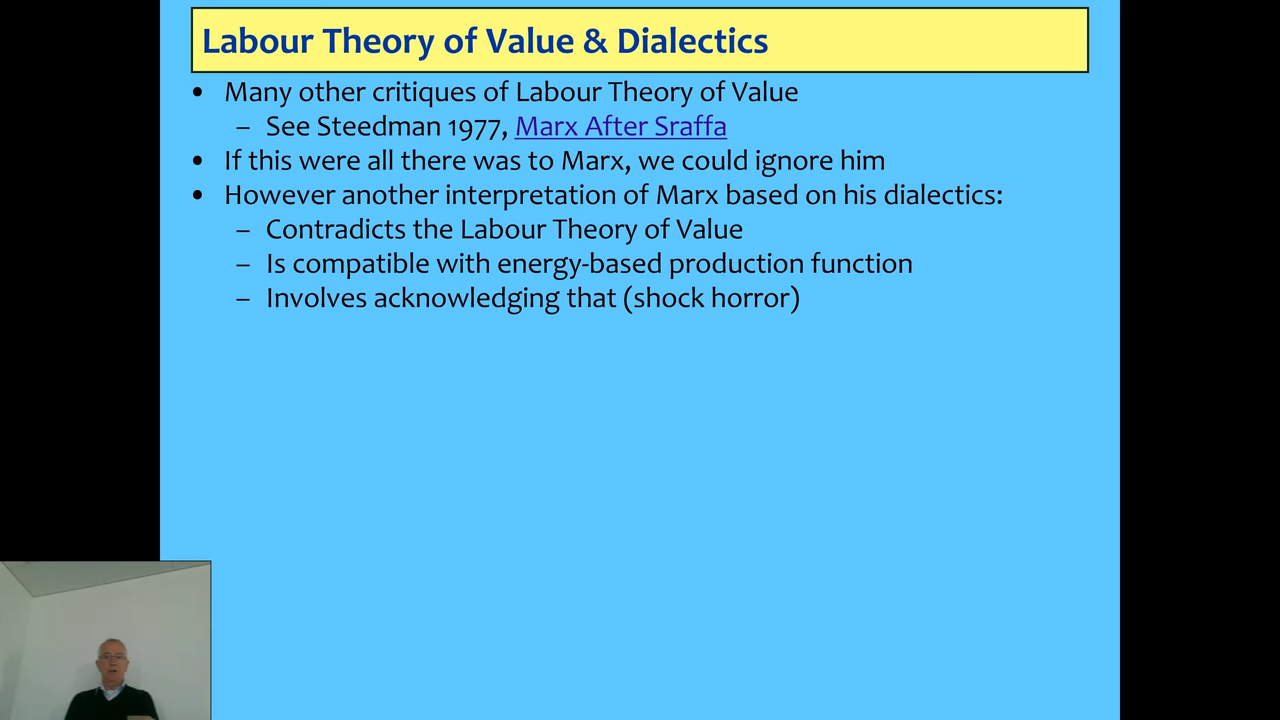 Labour Theory of Value & Dialectics
• Many other critiques of Labour Theory of Value
– See Steedman 1977, Marx After Sraffa
• If this were all there was to Marx, we could ignore him
• However another interpretation of Marx based on his dialectics:
– Contradicts the Labour Theory of Value
– Is compatible with energy-based production function
– Involves acknowledging that (shock horror)